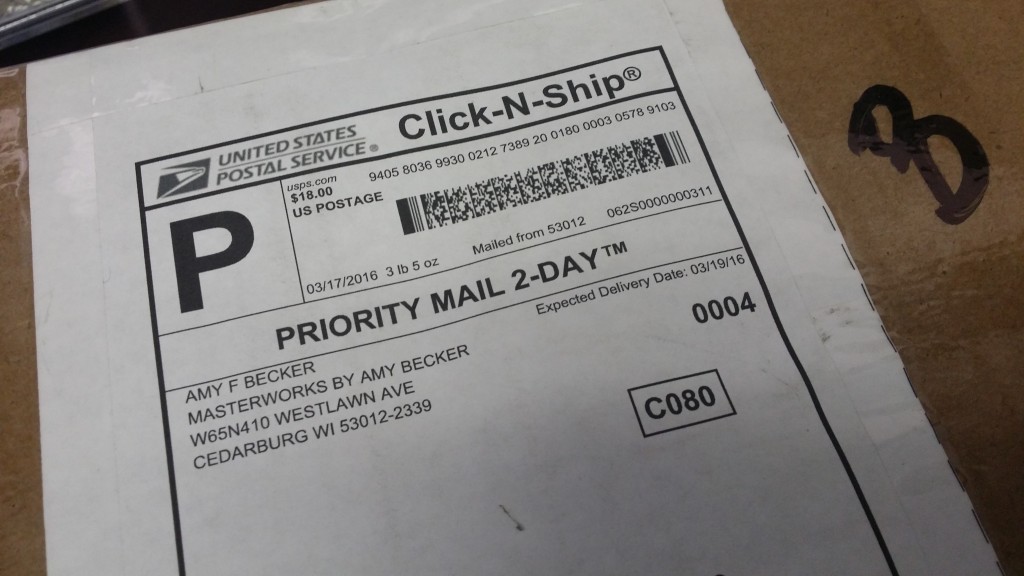 UNITED STATES
POSTAL SERVICE®
Click-N-Ship®
P
usps.com
$18.00
US POSTAGE
9405 8036 9930 0212 7389 20 0180 0003 0578 9103
03/17/2016 3 lb 5 oz
Mailed from 53012
062S0000000311
PRIORITY MAIL 2-DAY™
Expected Delivery Date: 03/19/16
0004
AMY F BECKER
MASTERWORKS BY AMY BECKER
W65N410 WESTLAWN AVE
CEDARBURG WI 53012-2339
C080